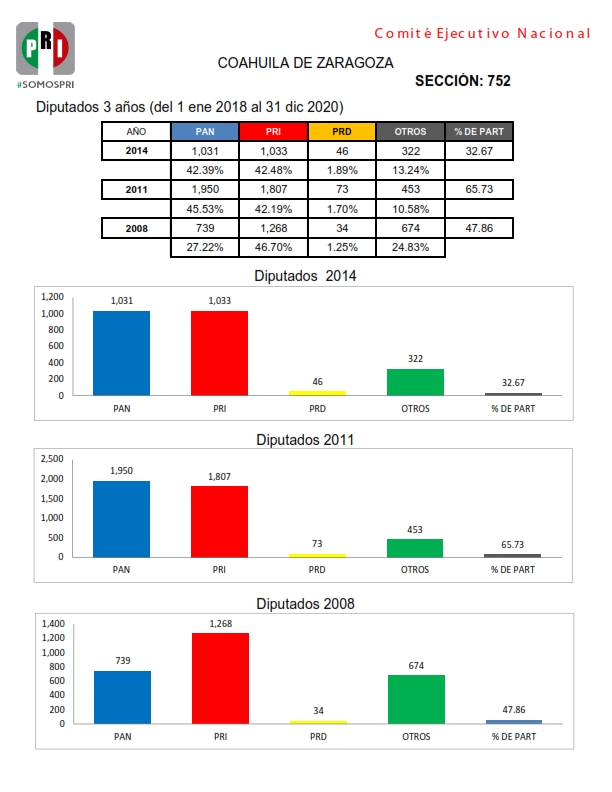 PRI
#SOMOSPRI
Comité Ejecutivo Nacional
COAHUILA DE ZARAGOZA
SECCIÓN: 752
Diputados 3 años (del 1 ene 2018 al 31 dic 2020)
AÑO PAN PRI PRD OTROS % DE PART
2014 1,031 1,033 46 322 32.67
42.39% 42.48% 1.89% 13.24%
2011 1,950 1,807 73 453 65.73
45.53% 42.19% 1.70% 10.58%
2008 739 1,268 34 674 47.86
27.22% 46.70% 1.25% 24.83%
Diputados 2014
1,200
1,000
800
600
400
200
0
1,031 1,033 46 322 32.67
PAN PRI PRD OTROS % DE PART
Diputados 2011
2,500
2,000
1,500
1,000
500
0
1,950 1,807 73 453 65.73
PAN PRI PRD OTROS % DE PART
Diputados 2008
1,400
1,200
1,000
800
600
400
200
0
739 1,268 34 674 47.86
PAN PRI PRD OTROS % DE PART